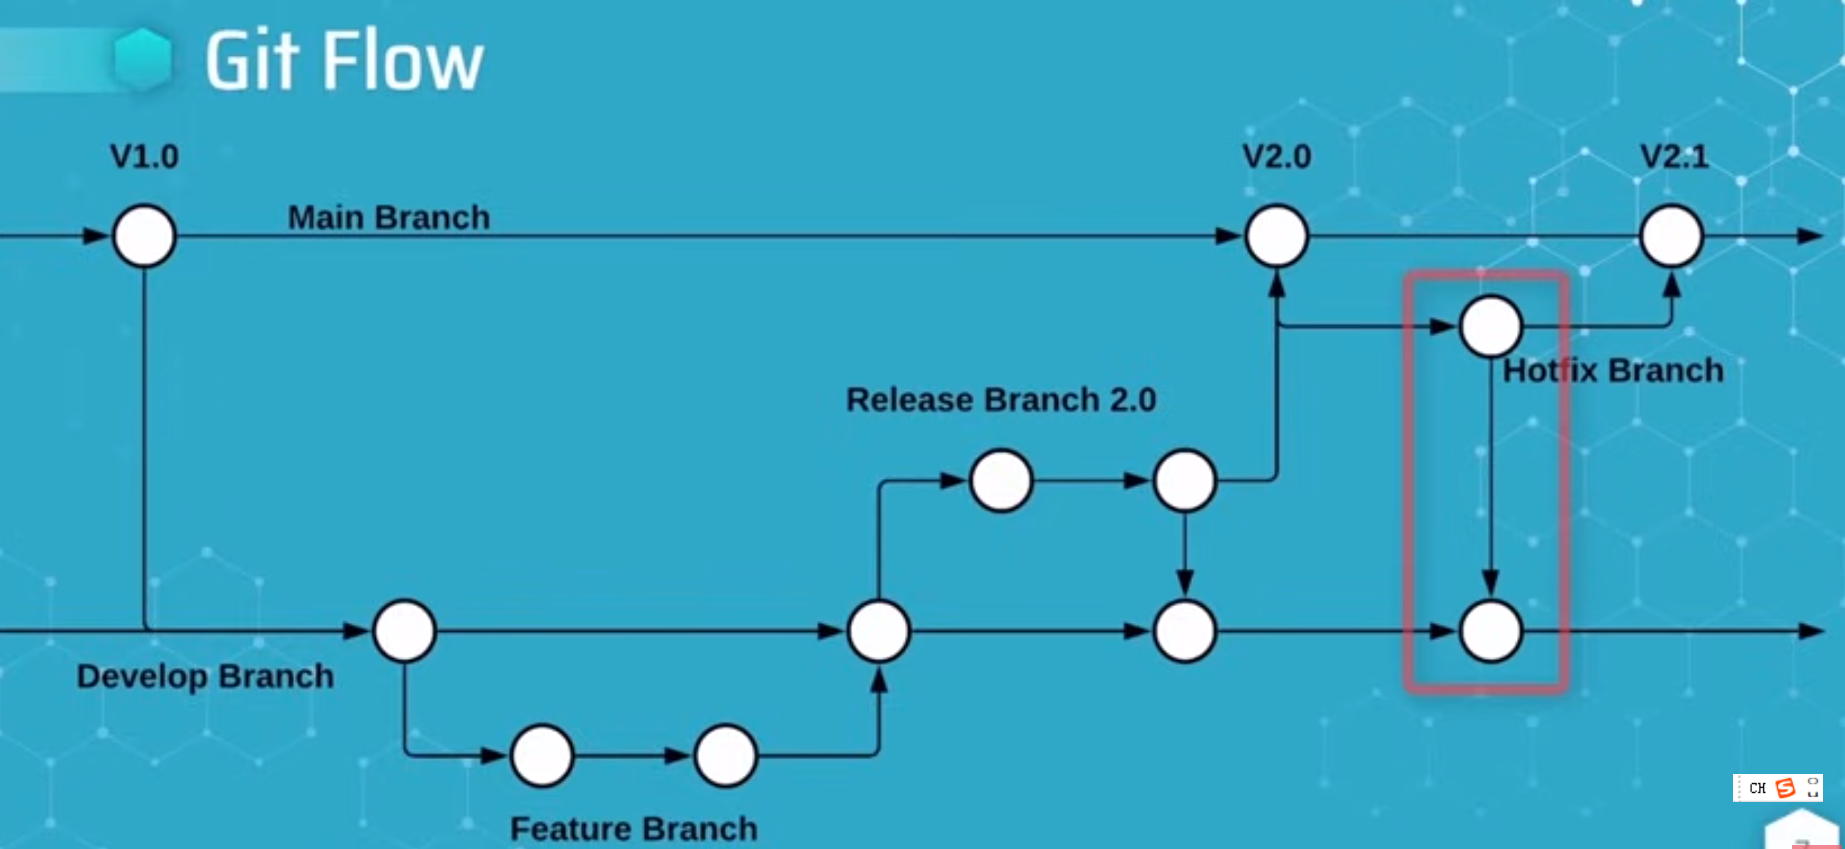 Git Flow
V1.0
V2.0
V2.1
Main Branch
Hotfix Branch
Release Branch 2.0
Develop Branch
Feature Branch
CH